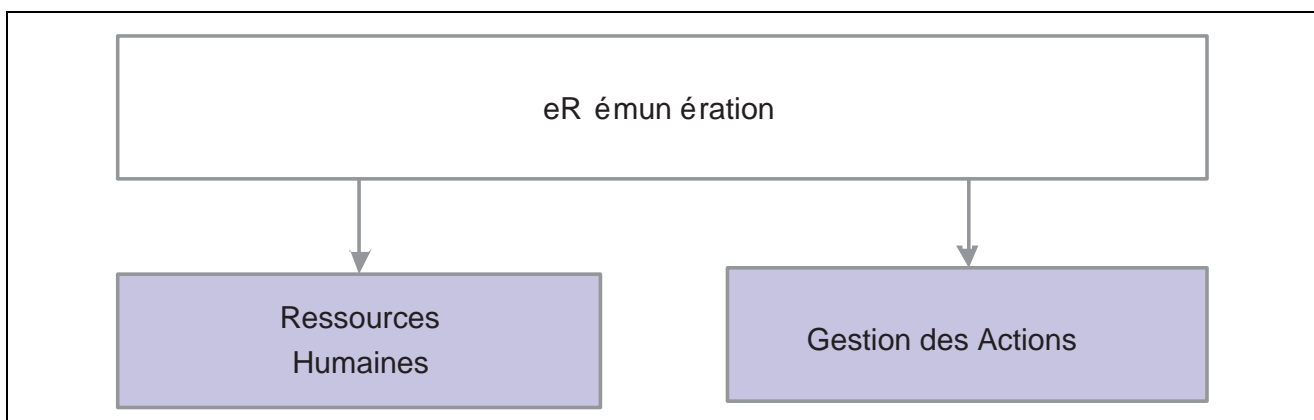 eR émun ération
Ressources
Humaines
Gestion des Actions